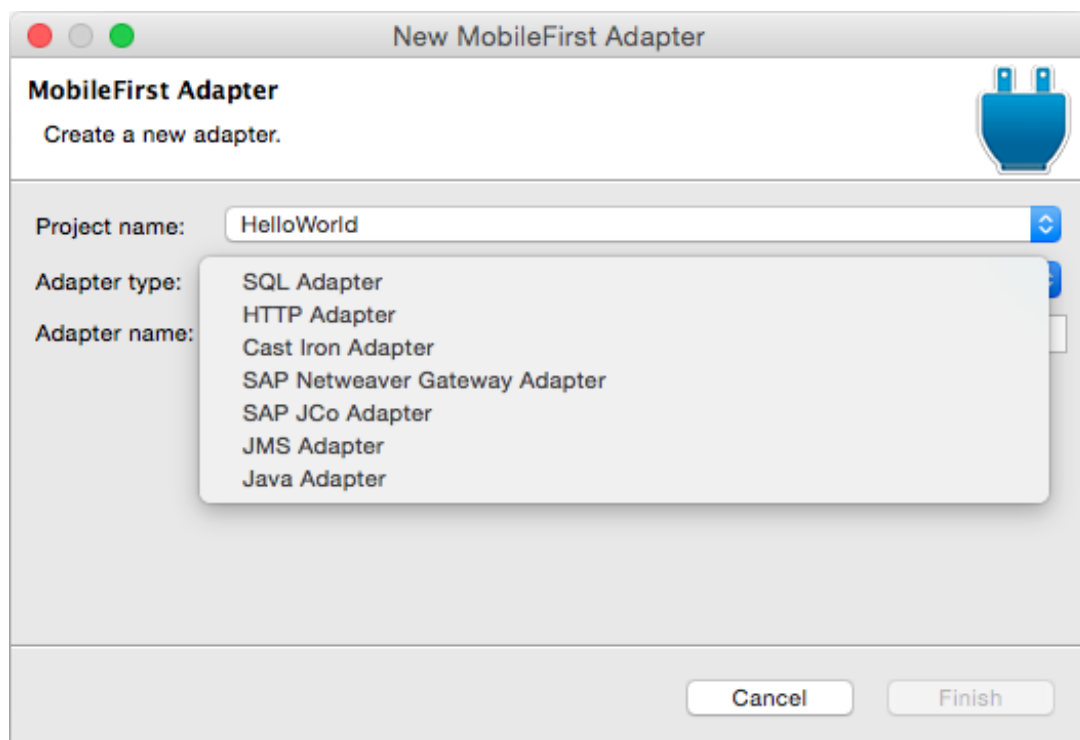 New MobileFirst Adapter
MobileFirst Adapter
Create a new adapter.
Project name: HelloWorld
Adapter type:
SQL Adapter
HTTP Adapter
Adapter name:
Cast Iron Adapter
SAP Netweaver Gateway Adapter
SAP JCo Adapter
JMS Adapter
Java Adapter
Cancel Finish